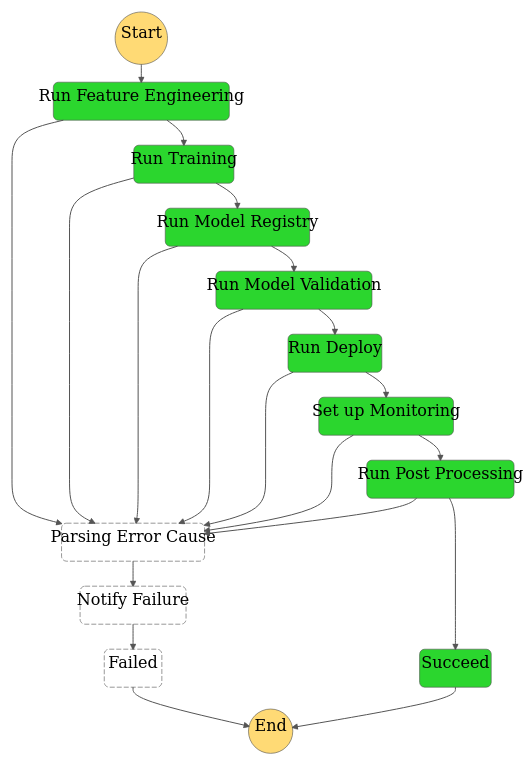 Start
Run Feature Engineering
Run Training
Run Model Registry
Run Model Validation
Run Deploy
Set up Monitoring
Run Post Processing
Parsing Error Cause
Notify Failure
Failed
Succeed
End